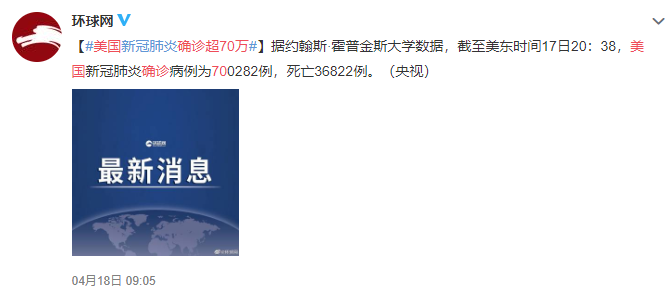 环球网
【#美国新冠肺炎确诊超70万#】据约翰斯·霍普金斯大学数据，截至美东时间17日20：38，美
国新冠肺炎确诊病例为700282例，死亡36822例。（央视）
环球网
最新消息
04月18日 09:05